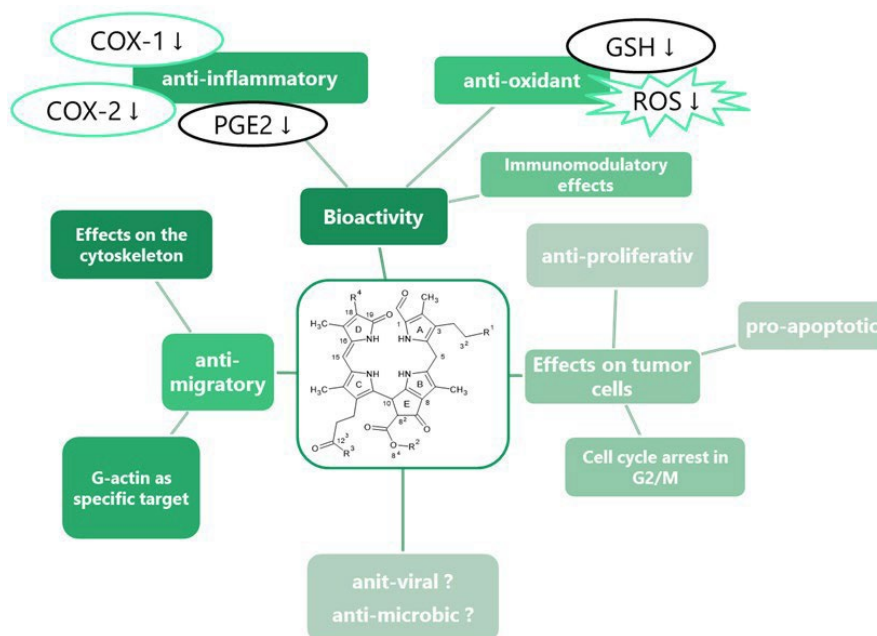 COX-1 ↓
anti-inflammatory
COX-2 ↓
PGE2 ↓
GSH ↓
anti-oxidant
ROS ↓
Immunomodulatory
effects
Bioactivity
Effects on the
cytoskeleton
anti-
migratory
G-actin as
specific target
anti-proliferativ
pro-apoptotic
Effects on tumor
cells
Cell cycle arrest in
G2/M
R⁴
18
19
O
H₃C
D
16
NH
15
O
CH₃
1
A
3
R¹
3²
NH
5
HN
H₃C
C
HN
B
CH₃
10
E
8
8²
O
O
12³
R³
O
O
R²
8⁴
anit-viral ?
anti-microbic ?